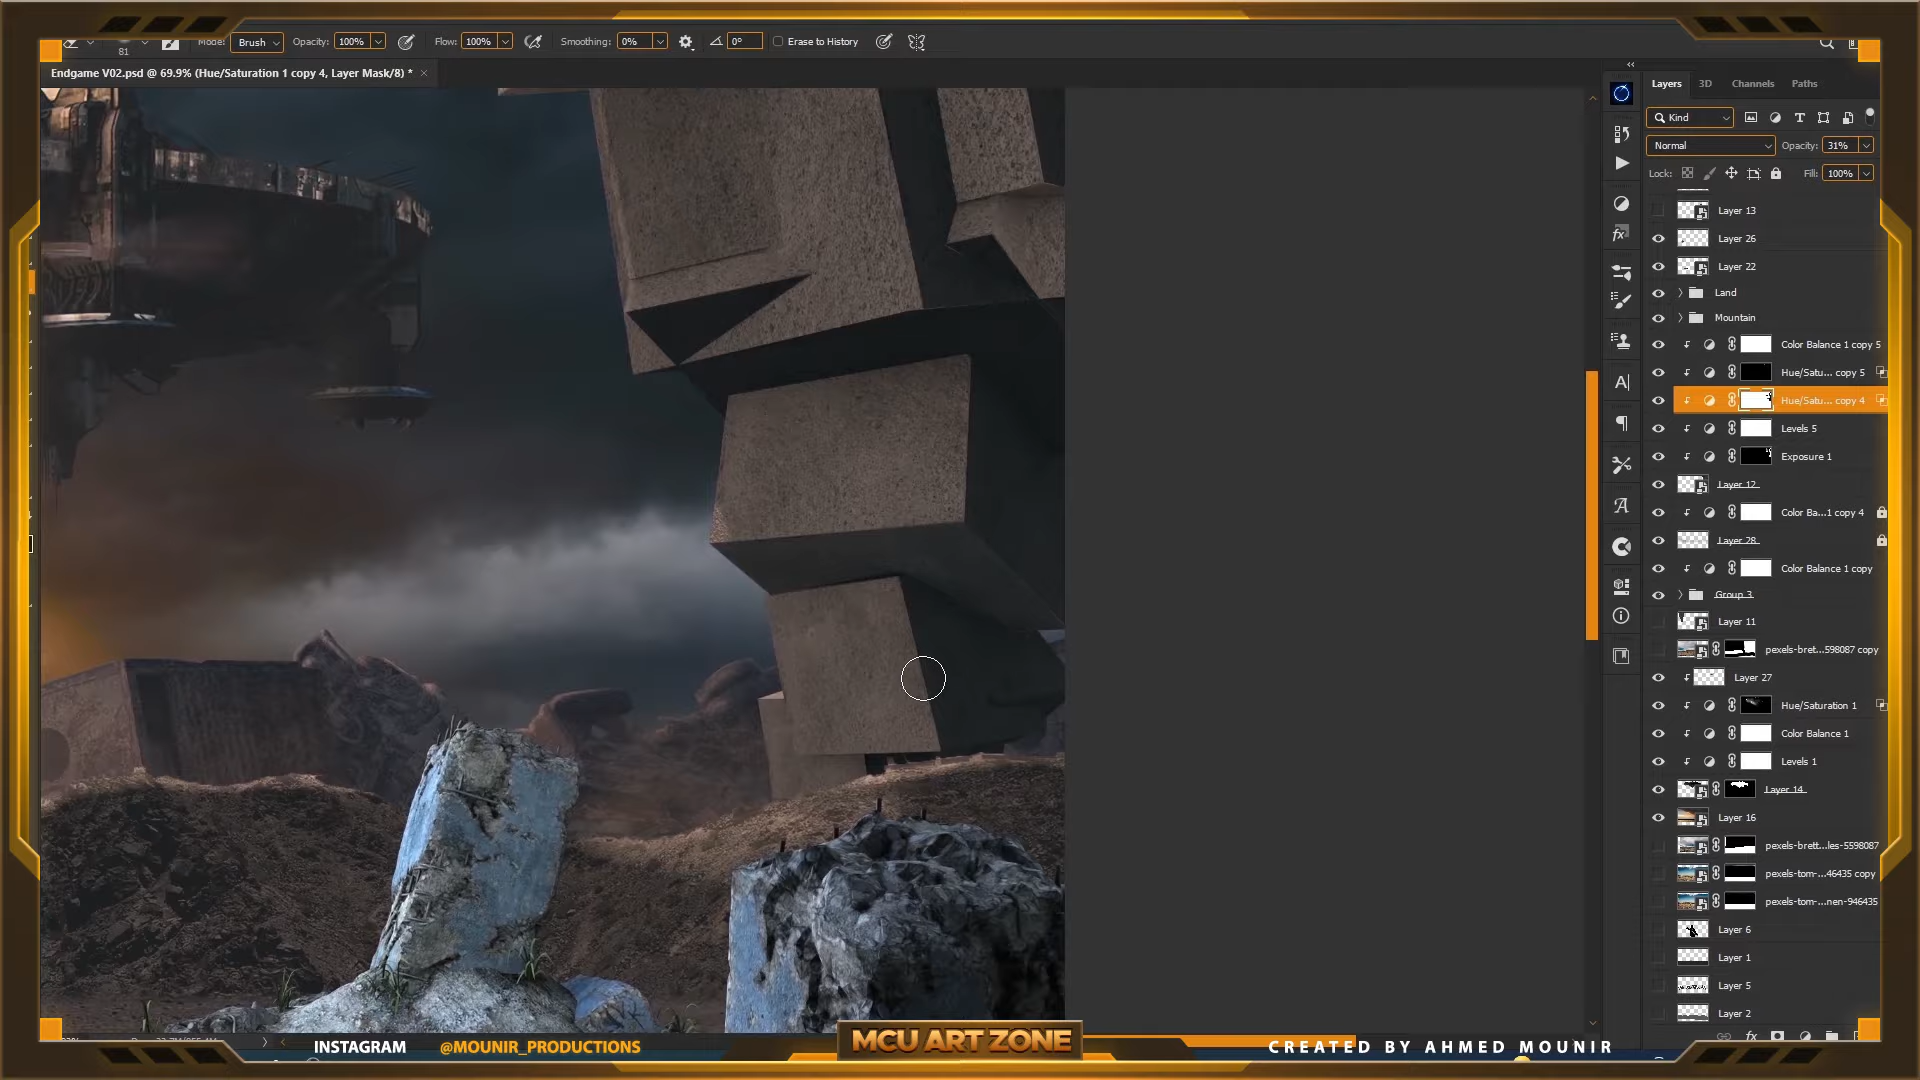 81
Mode: Brush Opacity: 100% Flow: 100% Smoothing: 0% 0° Erase to History
Endgame V02.psd @ 69.9% (Hue/Saturation 1 copy 4, Layer Mask/8) * ×
Layers 3D Channels Paths
Kind
Normal Opacity: 31%
Lock: Fill: 100%
Layer 13
Layer 26
Layer 22
Land
Mountain
Color Balance 1 copy 5
Hue/Satu... copy 5
Hue/Satu... copy 4
Levels 5
Exposure 1
Layer 12
Color Ba...1 copy 4
Layer 28
Color Balance 1 copy
Group 3
Layer 11
pexels-bret...598087 copy
Layer 27
Hue/Saturation 1
Color Balance 1
Levels 1
Layer 14
Layer 16
pexels-brett...les-5598087
pexels-tom-...46435 copy
pexels-tom-...nen-946435
Layer 6
Layer 1
Layer 5
Layer 2
INSTAGRAM @MOUNIR_PRODUCTIONS
MCU ART ZONE
CREATED BY AHMED MOUNIR